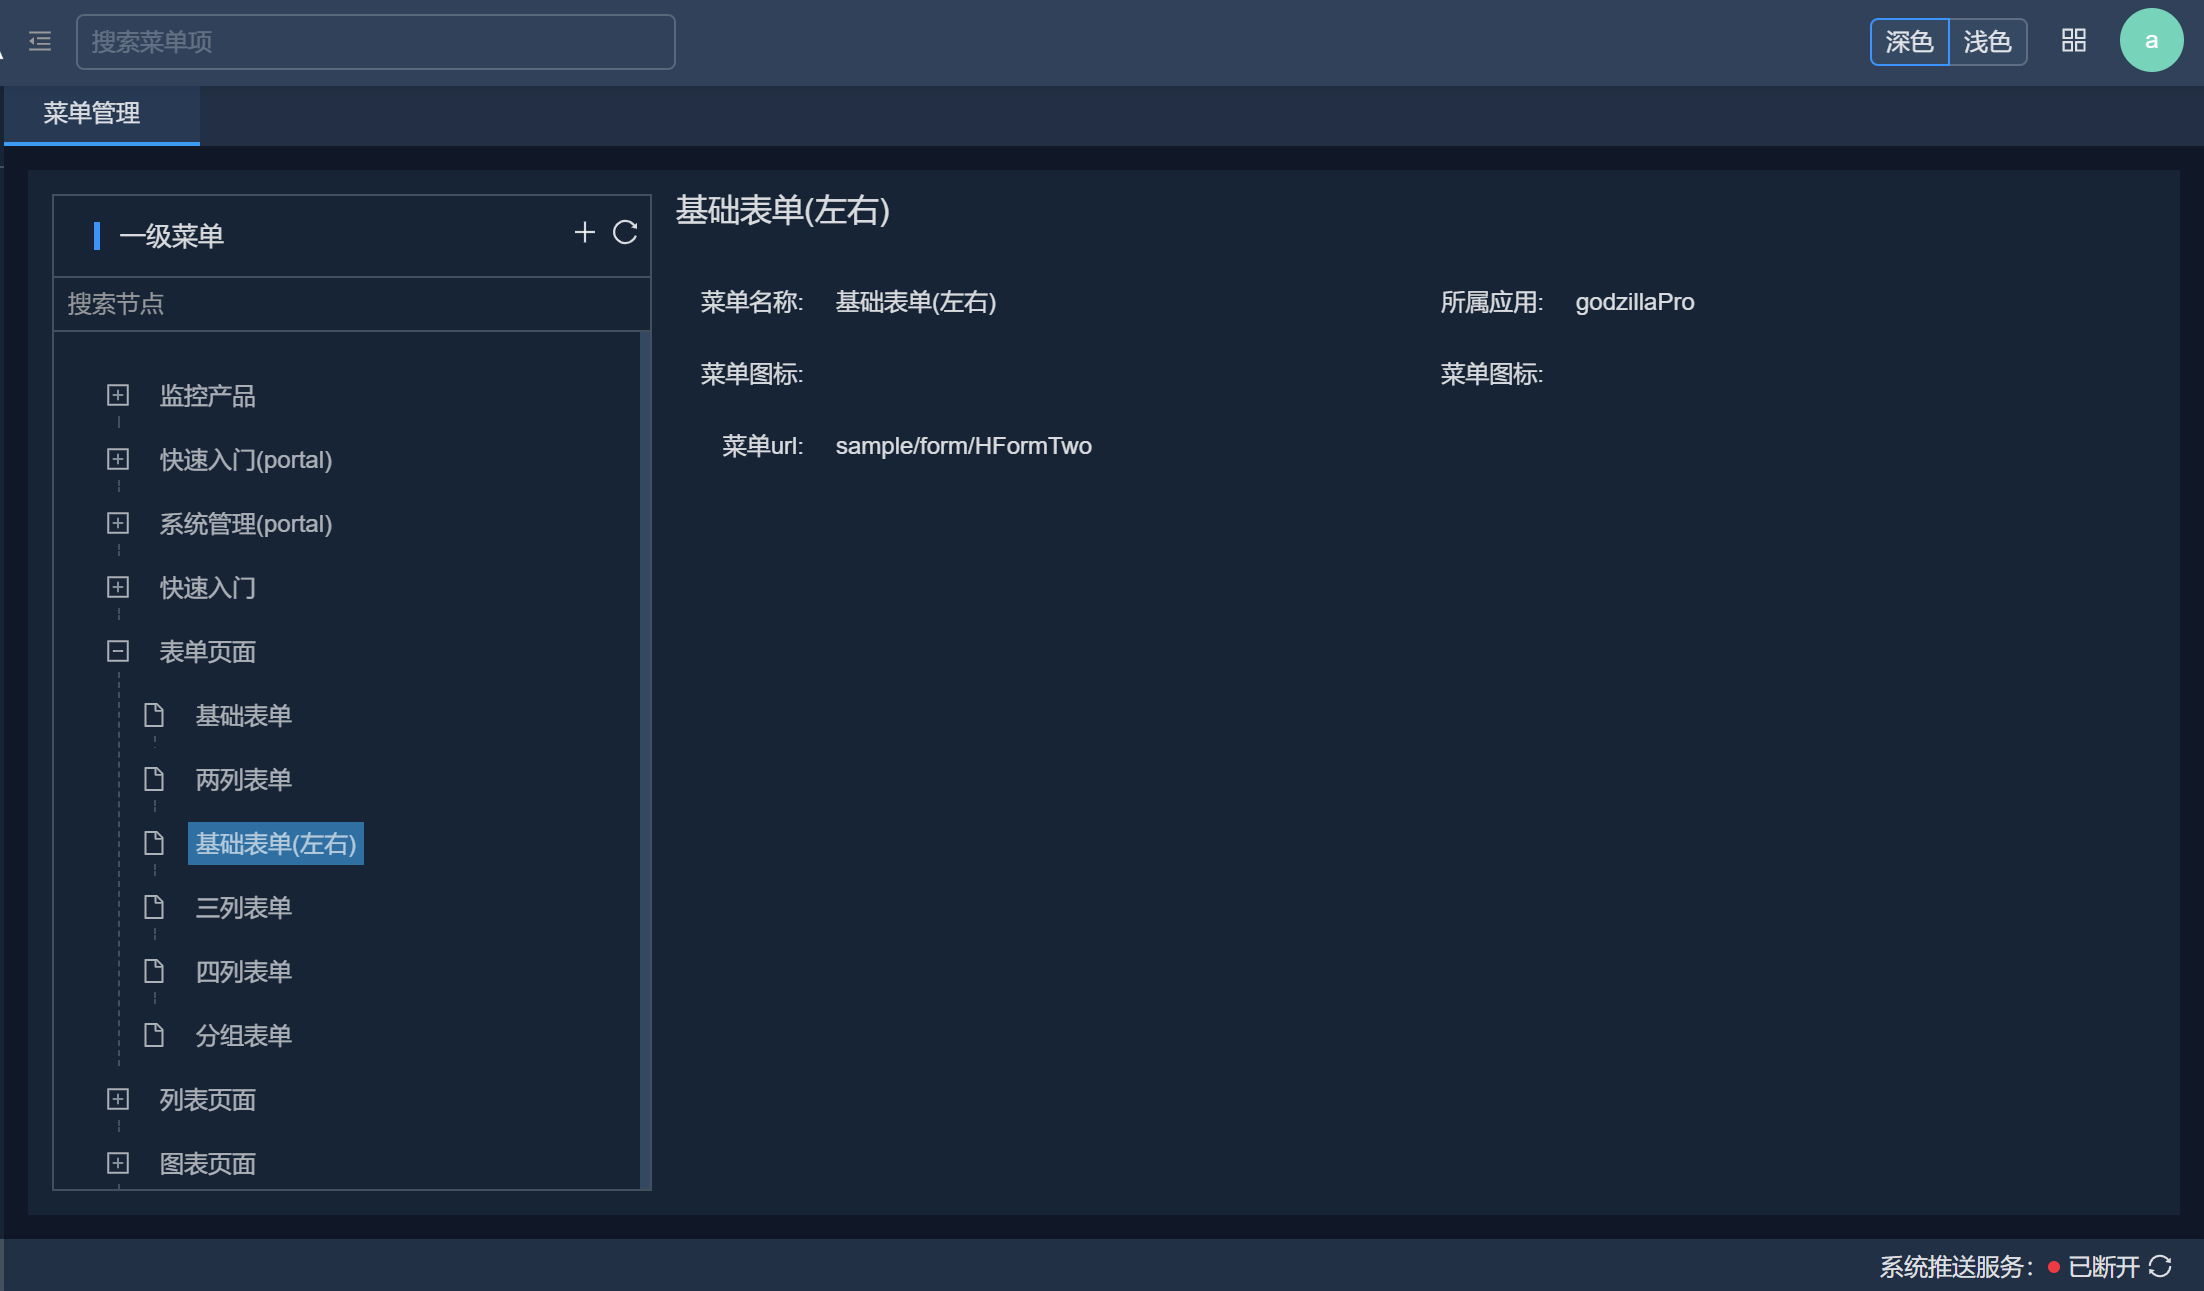 搜索菜单项
深色 浅色
a
菜单管理
一级菜单
搜索节点
监控产品
快速入门(portal)
系统管理(portal)
快速入门
表单页面
基础表单
两列表单
基础表单(左右)
三列表单
四列表单
分组表单
列表页面
图表页面
基础表单(左右)
菜单名称: 基础表单(左右) 所属应用: godzillaPro
菜单图标: 菜单图标:
菜单url: sample/form/HFormTwo
系统推送服务: 已断开